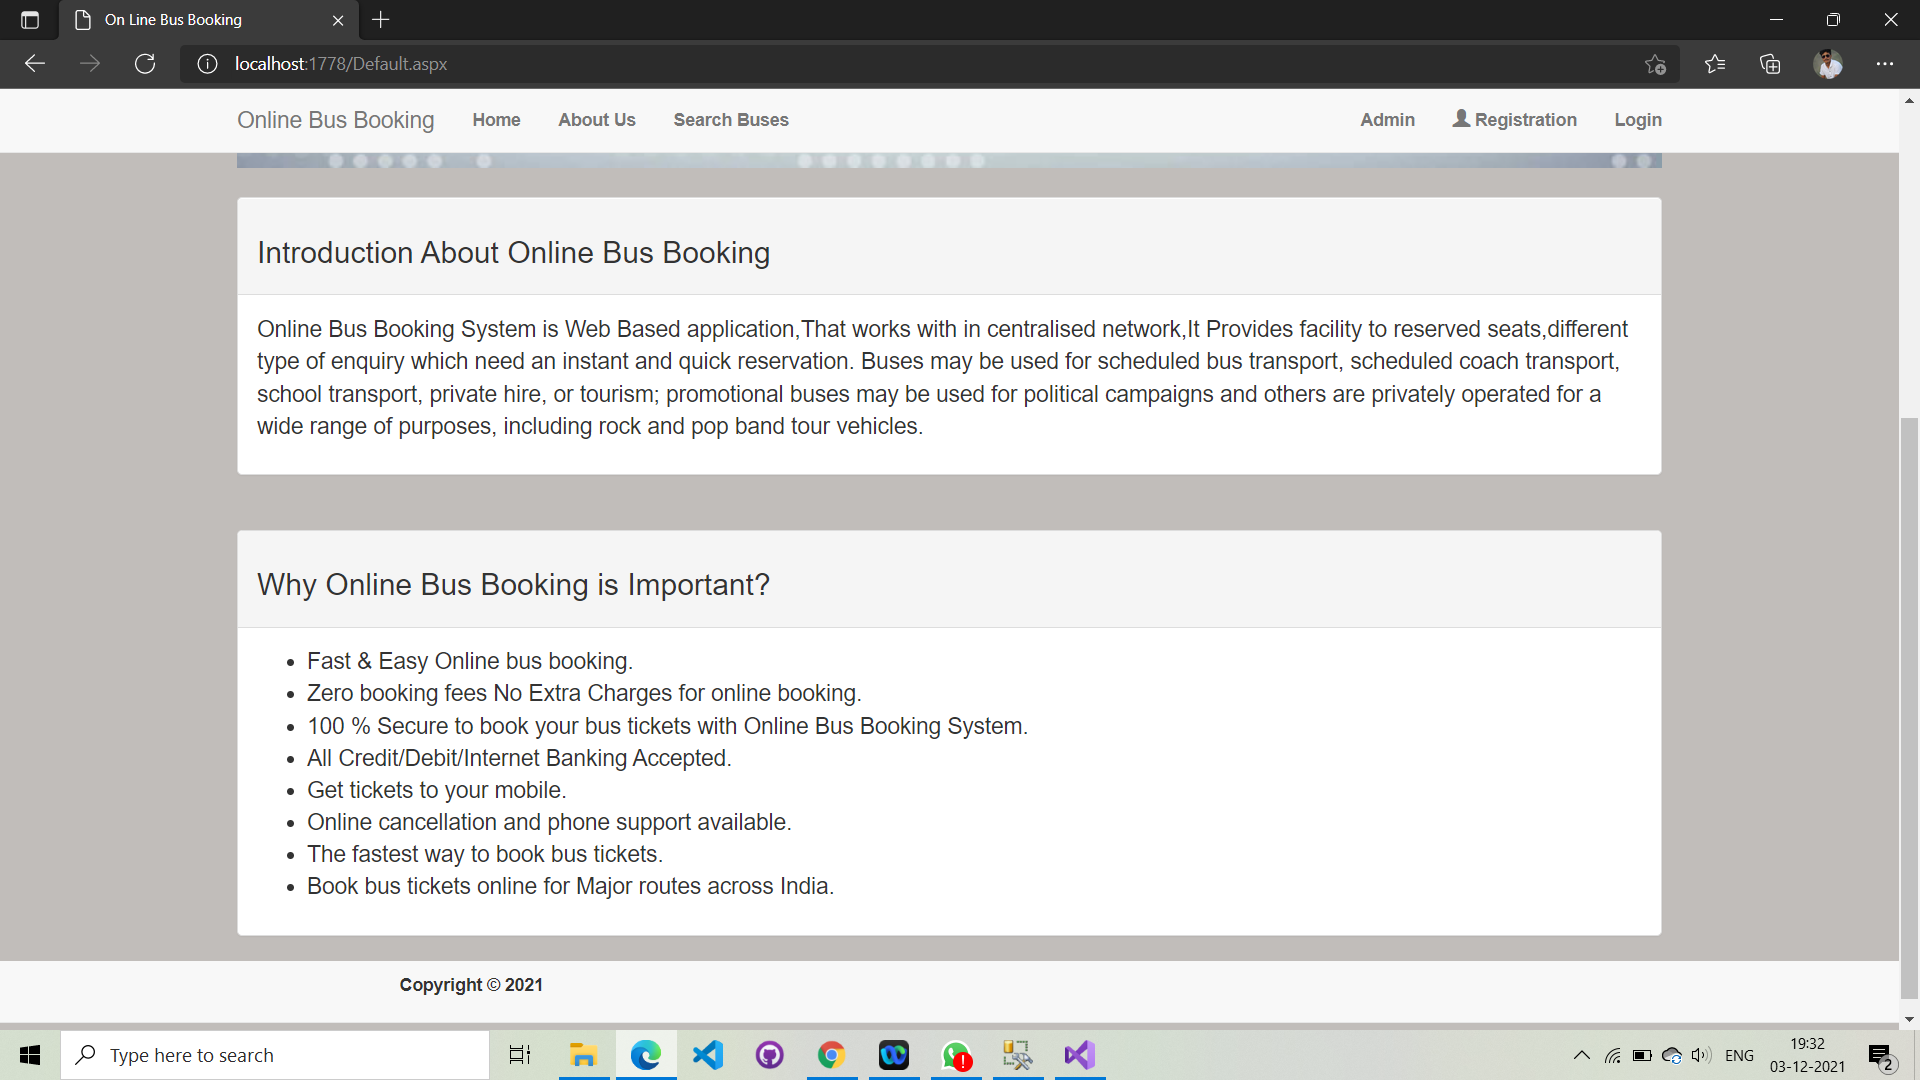 On Line Bus Booking
localhost:1778/Default.aspx
Online Bus Booking Home About Us Search Buses Admin Registration Login
Introduction About Online Bus Booking
Online Bus Booking System is Web Based application,That works with in centralised network,It Provides facility to reserved seats,different
type of enquiry which need an instant and quick reservation. Buses may be used for scheduled bus transport, scheduled coach transport,
school transport, private hire, or tourism; promotional buses may be used for political campaigns and others are privately operated for a
wide range of purposes, including rock and pop band tour vehicles.
Why Online Bus Booking is Important?
• Fast & Easy Online bus booking.
• Zero booking fees No Extra Charges for online booking.
• 100 % Secure to book your bus tickets with Online Bus Booking System.
• All Credit/Debit/Internet Banking Accepted.
• Get tickets to your mobile.
• Online cancellation and phone support available.
• The fastest way to book bus tickets.
• Book bus tickets online for Major routes across India.
Copyright © 2021
Type here to search
ENG
19:32
03-12-2021
2